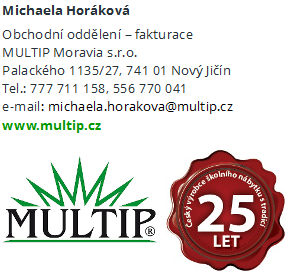 Michaela Horáková
Obchodní oddělení – fakturace
MULTIP Moravia s.r.o.
Palackého 1135/27, 741 01 Nový Jičín
Tel.: 777 711 158, 556 770 041
e-mail: michaela.horakova@multip.cz
www.multip.cz
MULTIP®
Český výrobce školního nábytku s tradicí
25
LET